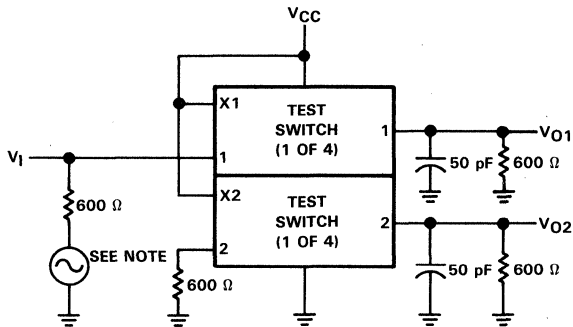 VCC
X1
TEST
SWITCH
(1 OF 4)
1
VO1
VI
1
50 pF
600 Ω
600 Ω
X2
TEST
SWITCH
(1 OF 4)
2
VO2
2
SEE NOTE
600 Ω
50 pF
600 Ω